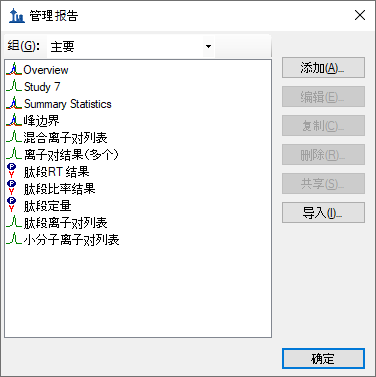 管理报告
组(G): 主要
Overview
Study 7
Summary Statistics
峰边界
混合离子对列表
离子对结果(多个)
肽段RT 结果
肽段比率结果
肽段定量
肽段离子对列表
小分子离子对列表
添加(A)...
编辑(E)...
复制(C)...
删除(R)...
共享(S)...
导入(I)...
确定